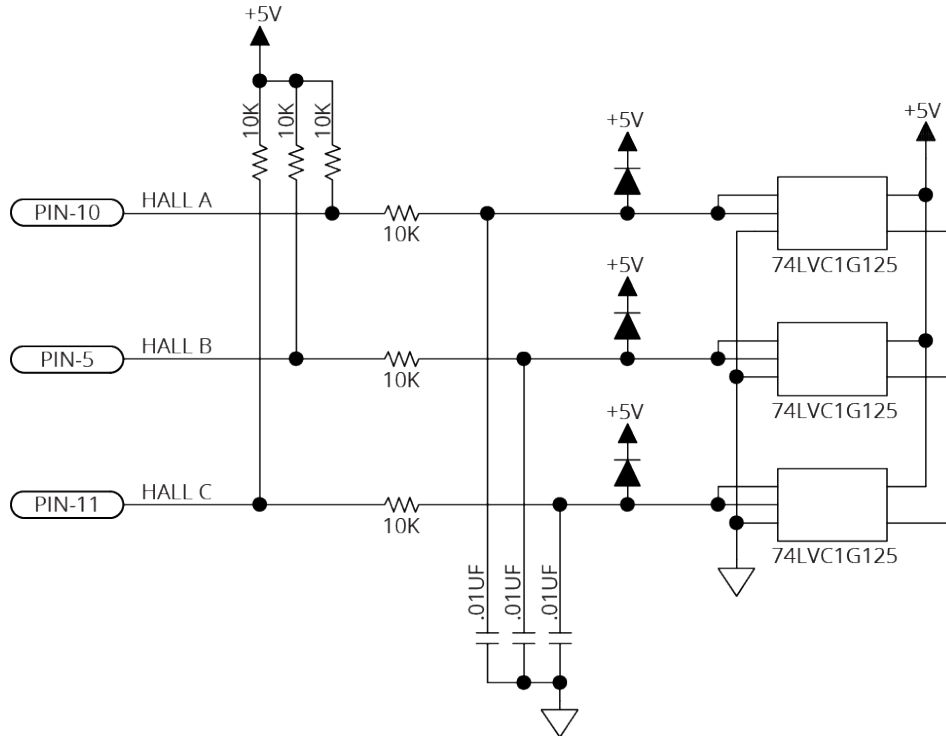 +5V
10K
10K
10K
+5V
+5V
PIN-10
HALL A
10K
74LVC1G125
+5V
PIN-5
HALL B
10K
74LVC1G125
+5V
PIN-11
HALL C
10K
74LVC1G125
.01UF
.01UF
.01UF